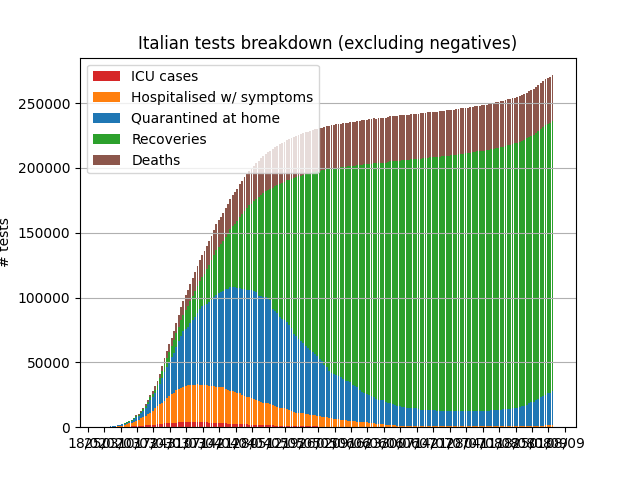 Italian tests breakdown (excluding negatives)
ICU cases
Hospitalised w/ symptoms
Quarantined at home
Recoveries
Deaths
250000
200000
150000
100000
50000
0
# tests